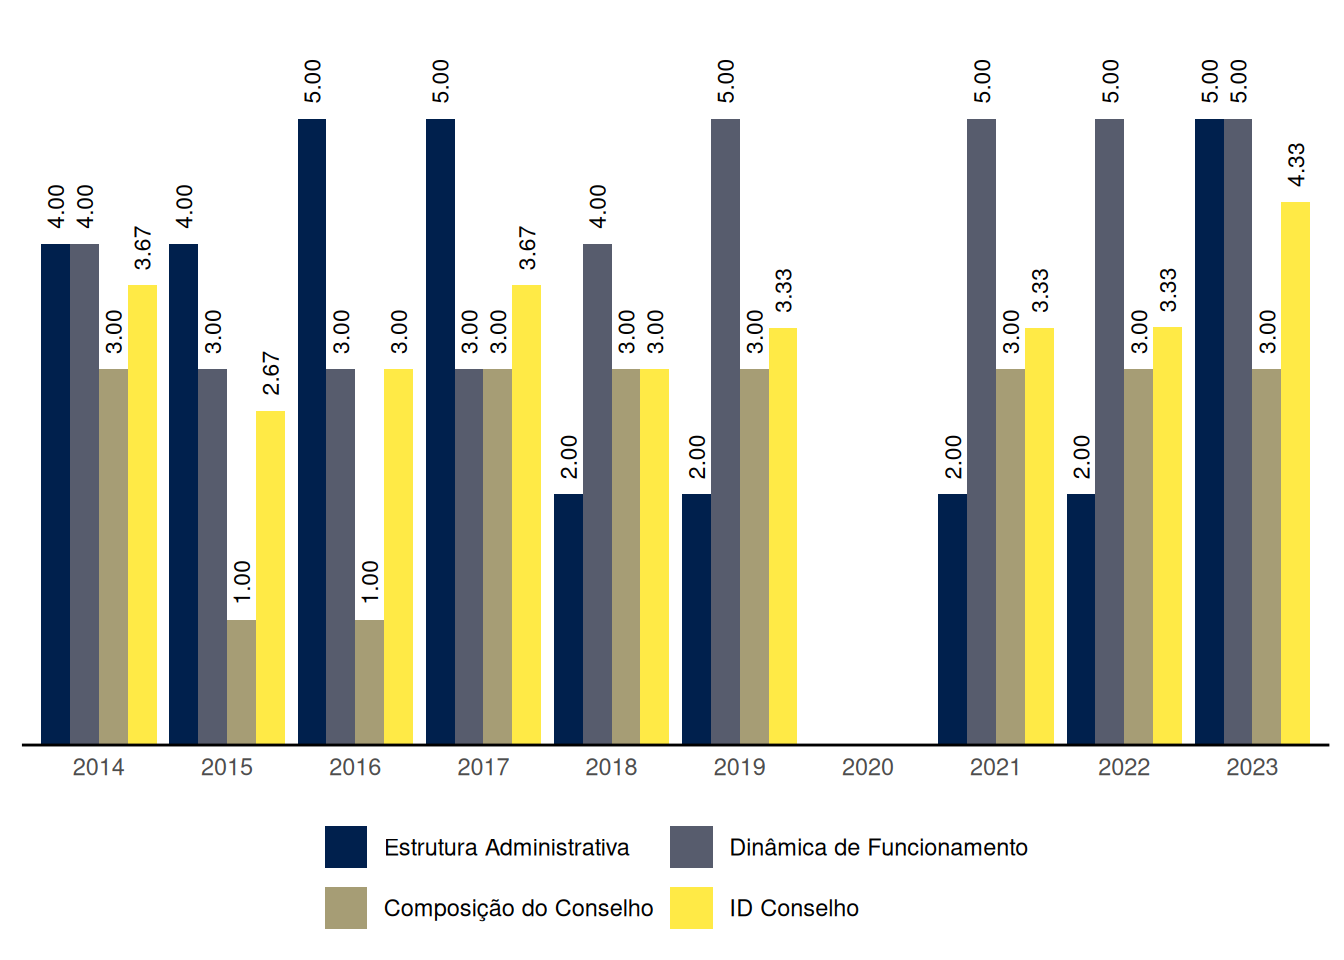 4.00 4.00 3.00 3.67 4.00 3.00 1.00 2.67 5.00 3.00 1.00 3.00 5.00 3.00 3.00 3.67 2.00 4.00 3.00 3.00 2.00 5.00 3.00 3.33 2.00 5.00 3.00 3.33 2.00 5.00 3.00 3.33 5.00 5.00 3.00 4.33
2014 2015 2016 2017 2018 2019 2020 2021 2022 2023
Estrutura Administrativa Dinâmica de Funcionamento
Composição do Conselho ID Conselho